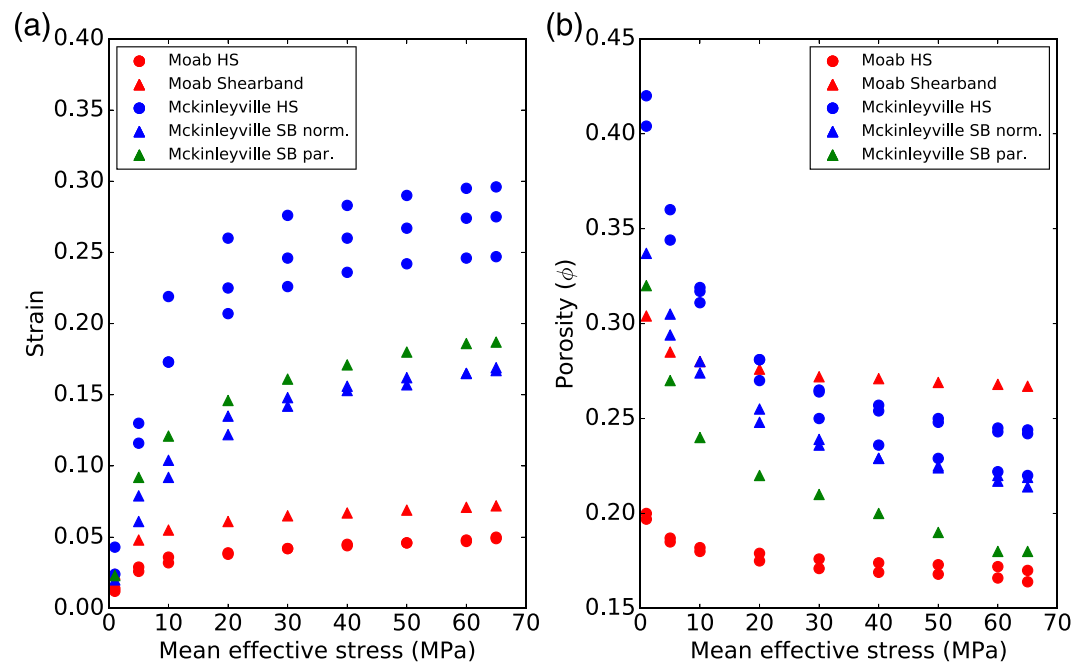 (a)
0.40
0.35
0.30
0.25
0.20
0.15
0.10
0.05
0.00
Strain
Moab HS
Moab Shearband
Mckinleyville HS
Mckinleyville SB norm.
Mckinleyville SB par.
0 10 20 30 40 50 60 70
Mean effective stress (MPa)
(b)
0.45
0.40
0.35
0.30
0.25
0.20
0.15
Porosity (ϕ)
Moab HS
Moab Shearband
Mckinleyville HS
Mckinleyville SB norm.
Mckinleyville SB par.
0 10 20 30 40 50 60 70
Mean effective stress (MPa)